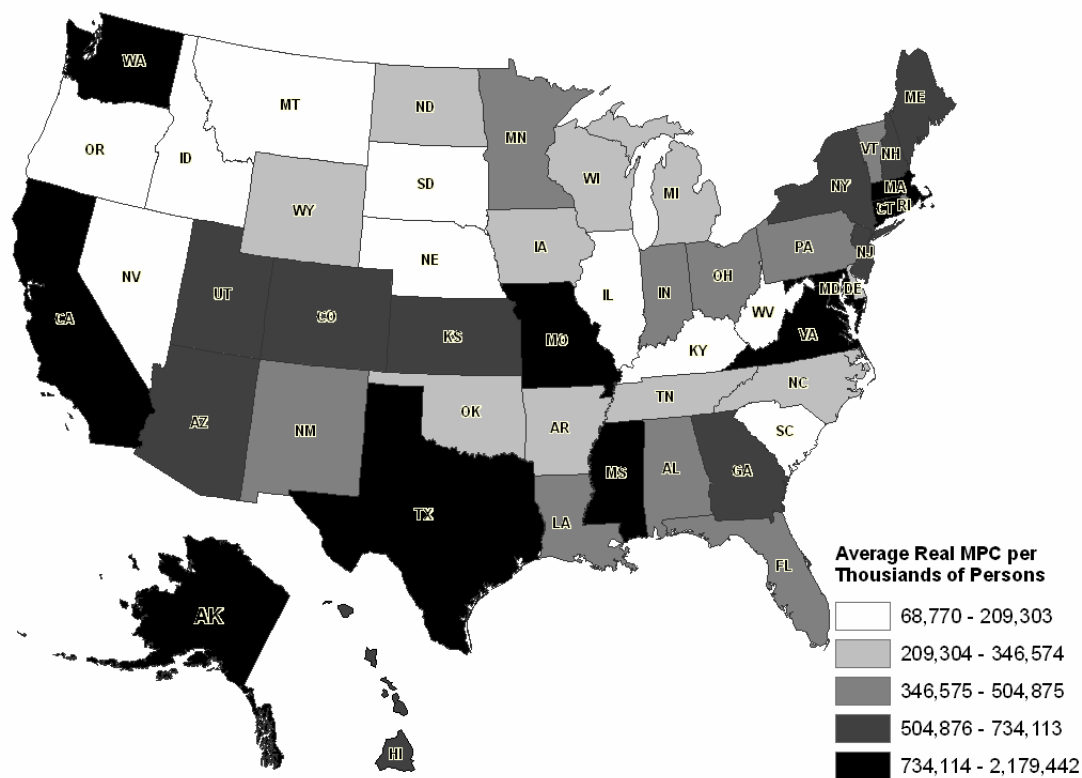 WA
MT
ND
MN
ME
OR
ID
SD
WI
MI
VT
NH
NY
MA
WY
CT
RI
NE
IA
PA
NV
IL
IN
OH
NJ
UT
CO
MD
DE
CA
KS
MO
WV
VA
KY
NC
TN
AZ
NM
OK
AR
SC
MS
AL
GA
TX
LA
FL
AK
HI
Average Real MPC per
Thousiands of Persons
68,770 - 209,303
209,304 - 346,574
346,575 - 504,875
504,876 - 734,113
734,114 - 2,179,442